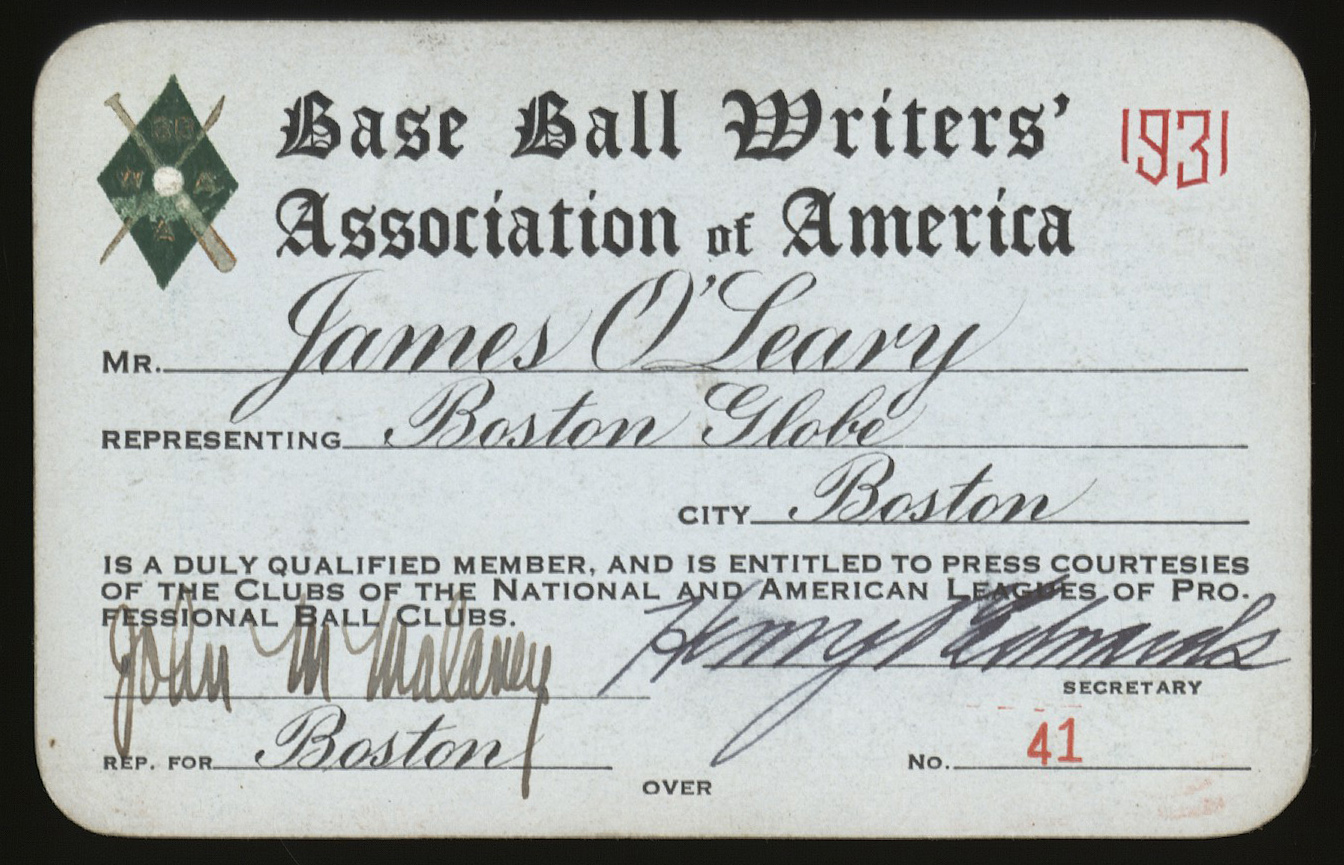 Base Ball Writers' 1931
Association of America
BB
W A
A
MR. James O'Leary
REPRESENTING Boston Globe
CITY Boston
IS A DULY QUALIFIED MEMBER, AND IS ENTITLED TO PRESS COURTESIES
OF THE CLUBS OF THE NATIONAL AND AMERICAN LEAGUES OF PRO-
FESSIONAL BALL CLUBS.
John M Malaney Henry P Edwards
SECRETARY
REP. FOR Boston No. 41
OVER